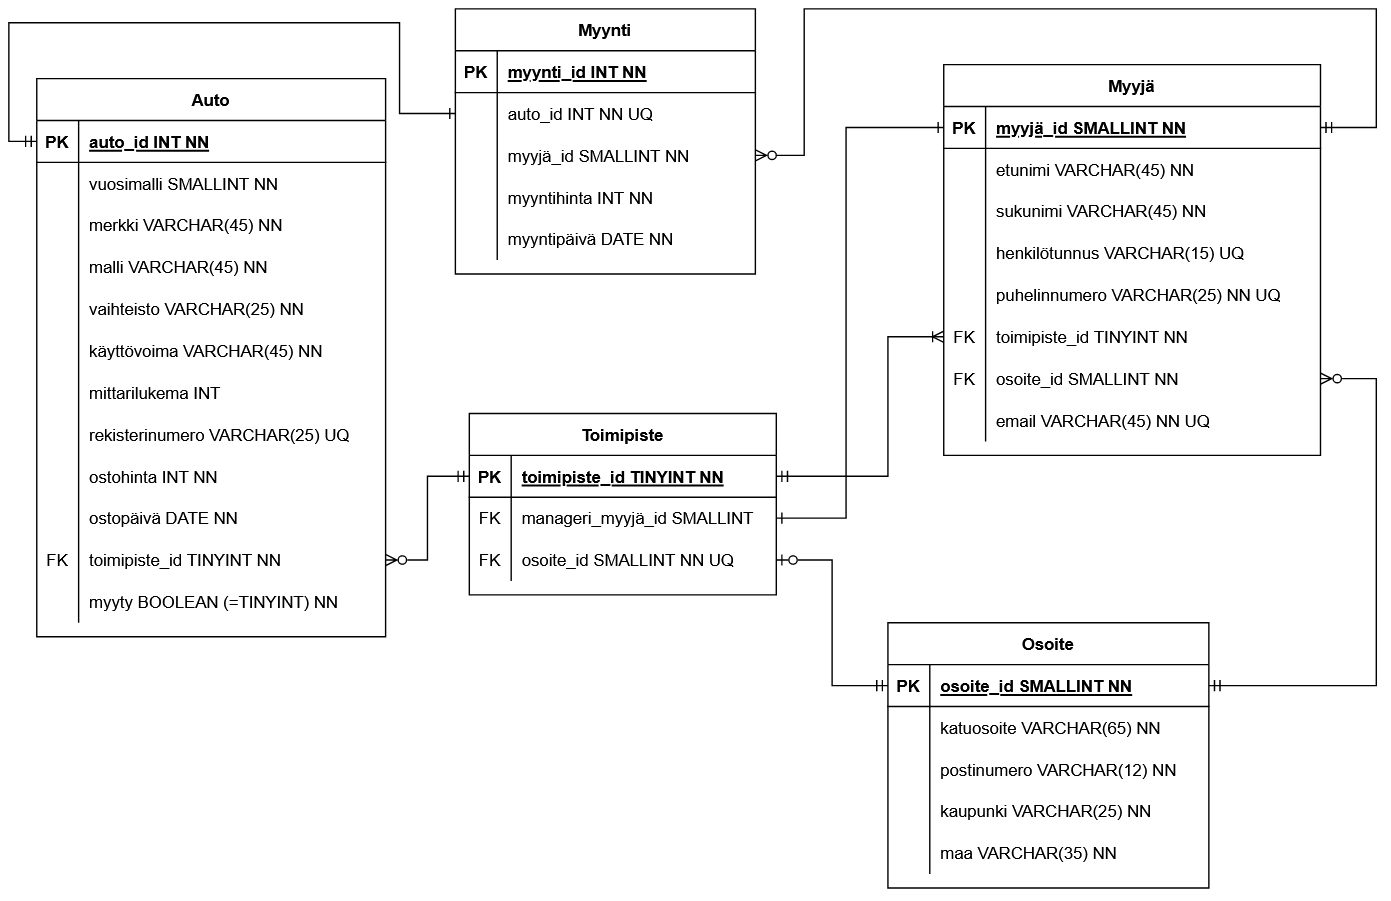 Myynti
PK myynti_id INT NN
auto_id INT NN UQ
myyjä_id SMALLINT NN
myyntihinta INT NN
myyntipäivä DATE NN
Auto
PK auto_id INT NN
vuosimalli SMALLINT NN
merkki VARCHAR(45) NN
malli VARCHAR(45) NN
vaihteisto VARCHAR(25) NN
käyttövoima VARCHAR(45) NN
mittarilukema INT
rekisterinumero VARCHAR(25) UQ
ostohinta INT NN
ostopäivä DATE NN
FK toimipiste_id TINYINT NN
myyty BOOLEAN (=TINYINT) NN
Myyjä
PK myyjä_id SMALLINT NN
etunimi VARCHAR(45) NN
sukunimi VARCHAR(45) NN
henkilötunnus VARCHAR(15) UQ
puhelinnumero VARCHAR(25) NN UQ
FK toimipiste_id TINYINT NN
FK osoite_id SMALLINT NN
email VARCHAR(45) NN UQ
Toimipiste
PK toimipiste_id TINYINT NN
FK manageri_myyjä_id SMALLINT
FK osoite_id SMALLINT NN UQ
Osoite
PK osoite_id SMALLINT NN
katuosoite VARCHAR(65) NN
postinumero VARCHAR(12) NN
kaupunki VARCHAR(25) NN
maa VARCHAR(35) NN